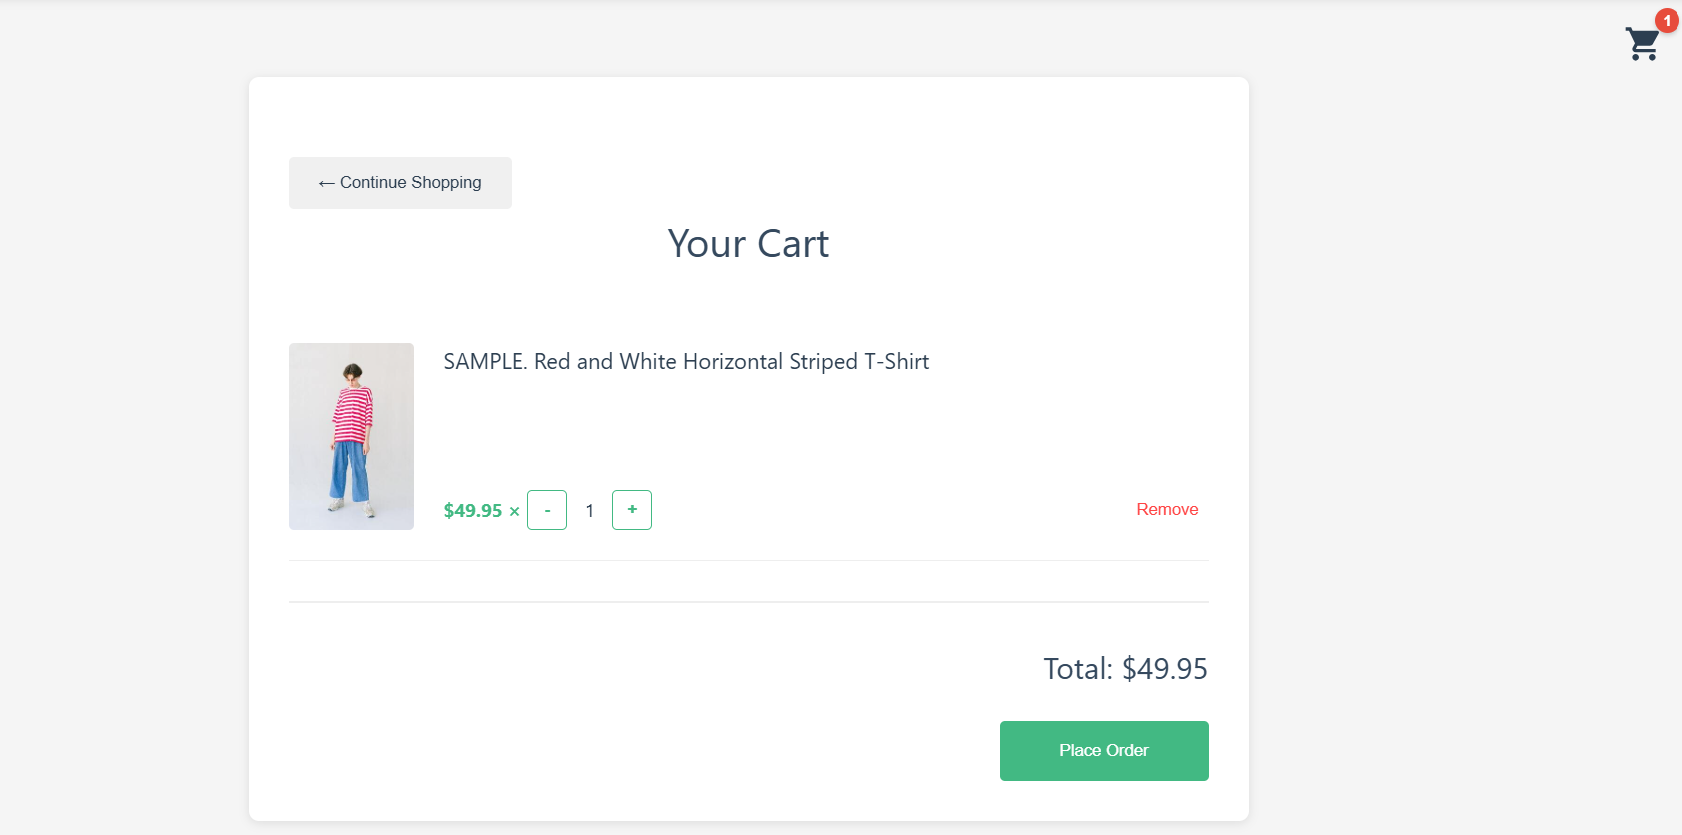 1
← Continue Shopping
Your Cart
SAMPLE. Red and White Horizontal Striped T-Shirt
$49.95 × - 1 + Remove
Total: $49.95
Place Order